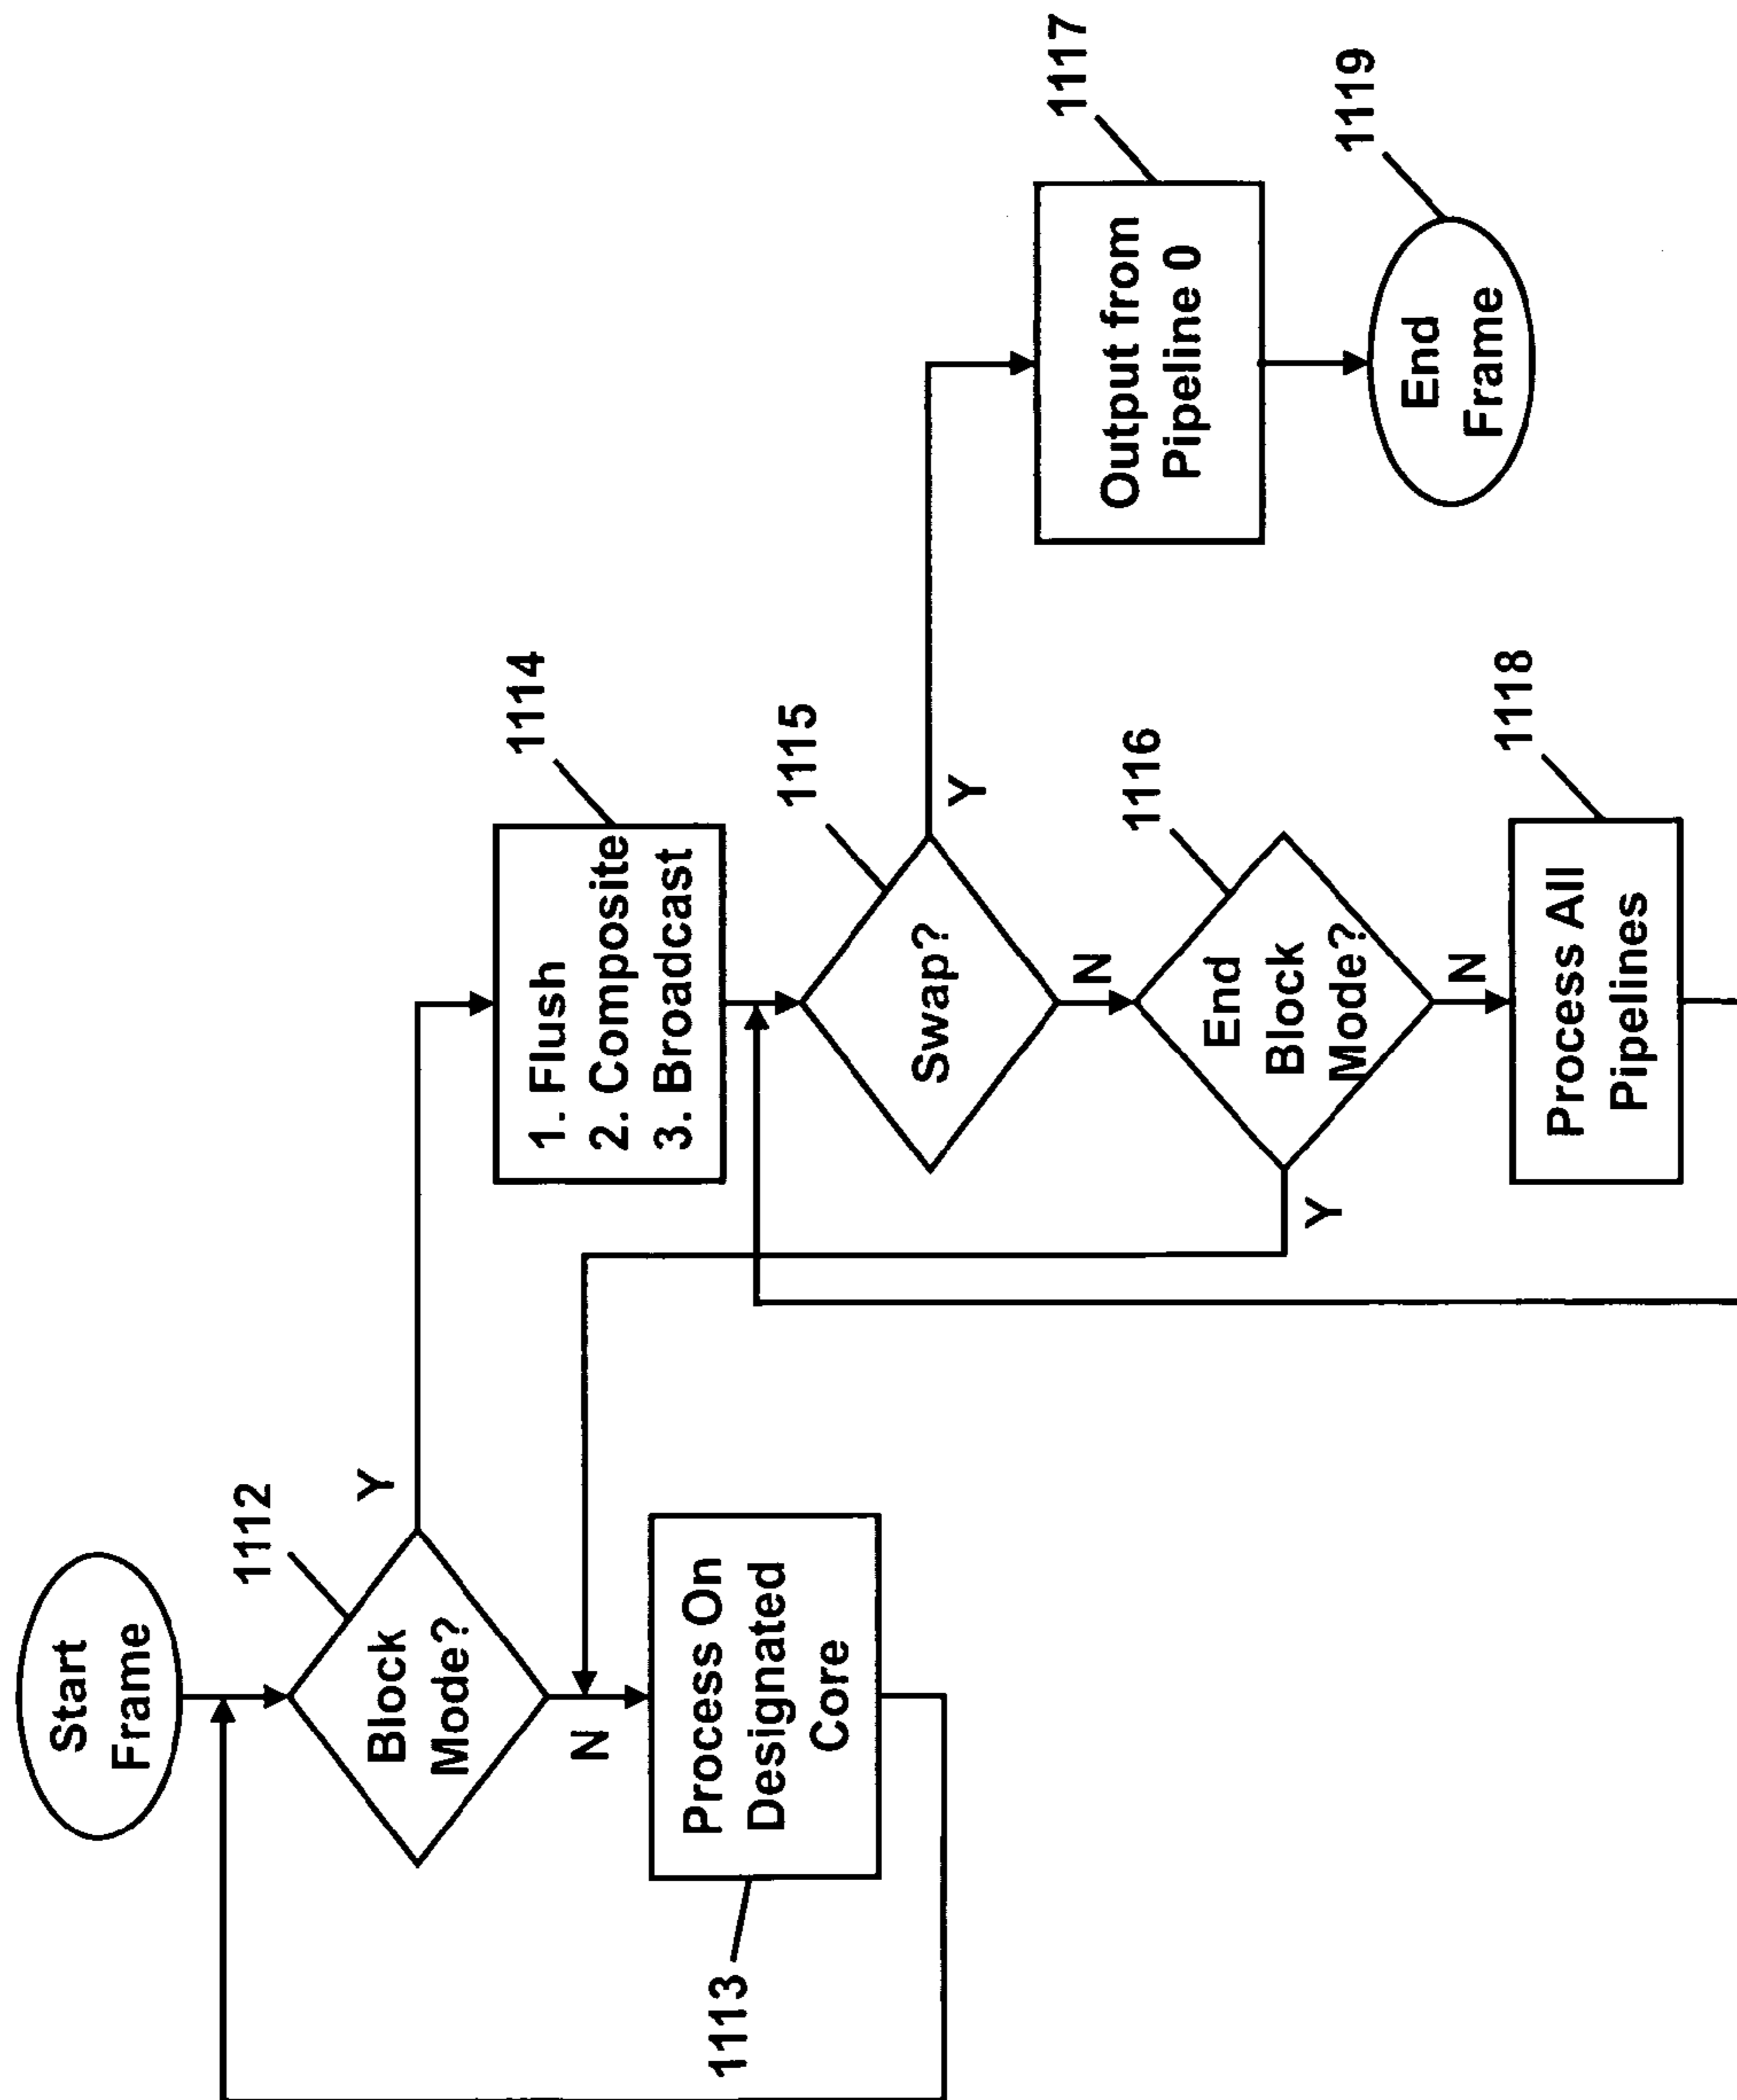 Start
Frame
1112
Block
Mode?
Y
N
Process On
Designated
Core
1113
1114
1. Flush
2. Composite
3. Broadcast
1115
Swap?
Y
N
1116
End
Block
Mode?
Y
N
1118
Process All
Pipelines
1117
Output from
Pipeline 0
1119
End
Frame